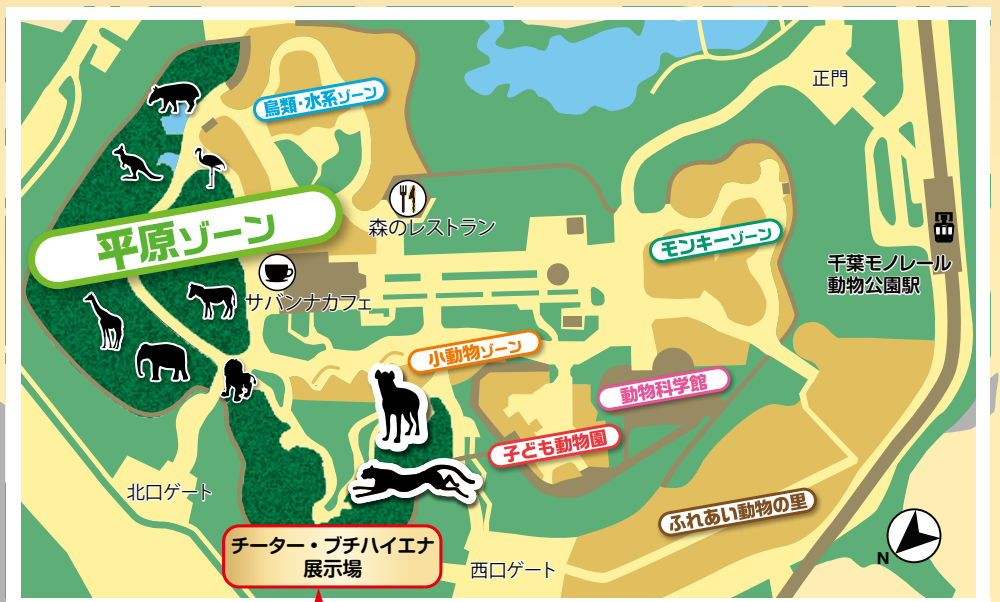 鳥類・水系ゾーン
正門
平原ゾーン
森のレストラン
モンキーゾーン
千葉モノレール
動物公園駅
サバンナカフェ
小動物ゾーン
動物科学館
子ども動物園
北口ゲート
ふれあい動物の里
チーター・ブチハイエナ
展示場
西口ゲート
N